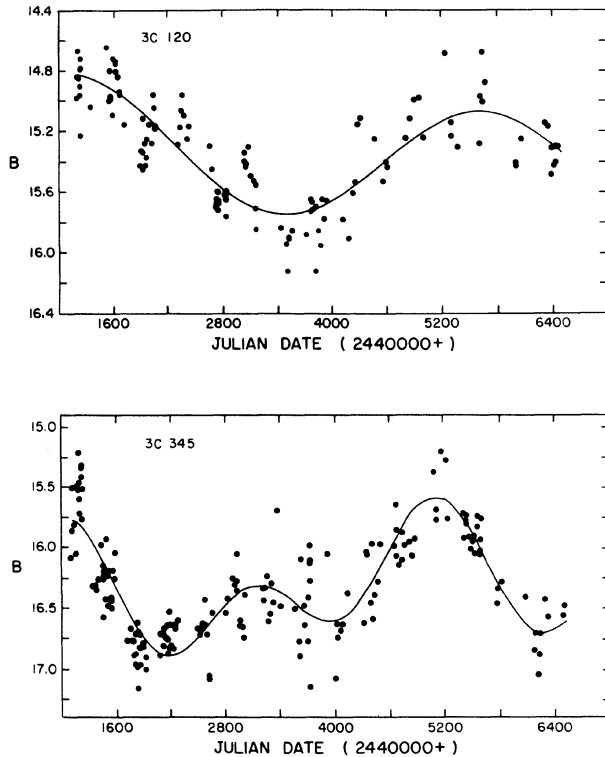 14.4
3C 120
14.8
15.2
B
15.6
16.0
16.4
1600 2800 4000 5200 6400
JULIAN DATE ( 2440000+ )
15.0
3C 345
15.5
16.0
B
16.5
17.0
1600 2800 4000 5200 6400
JULIAN DATE ( 2440000+ )